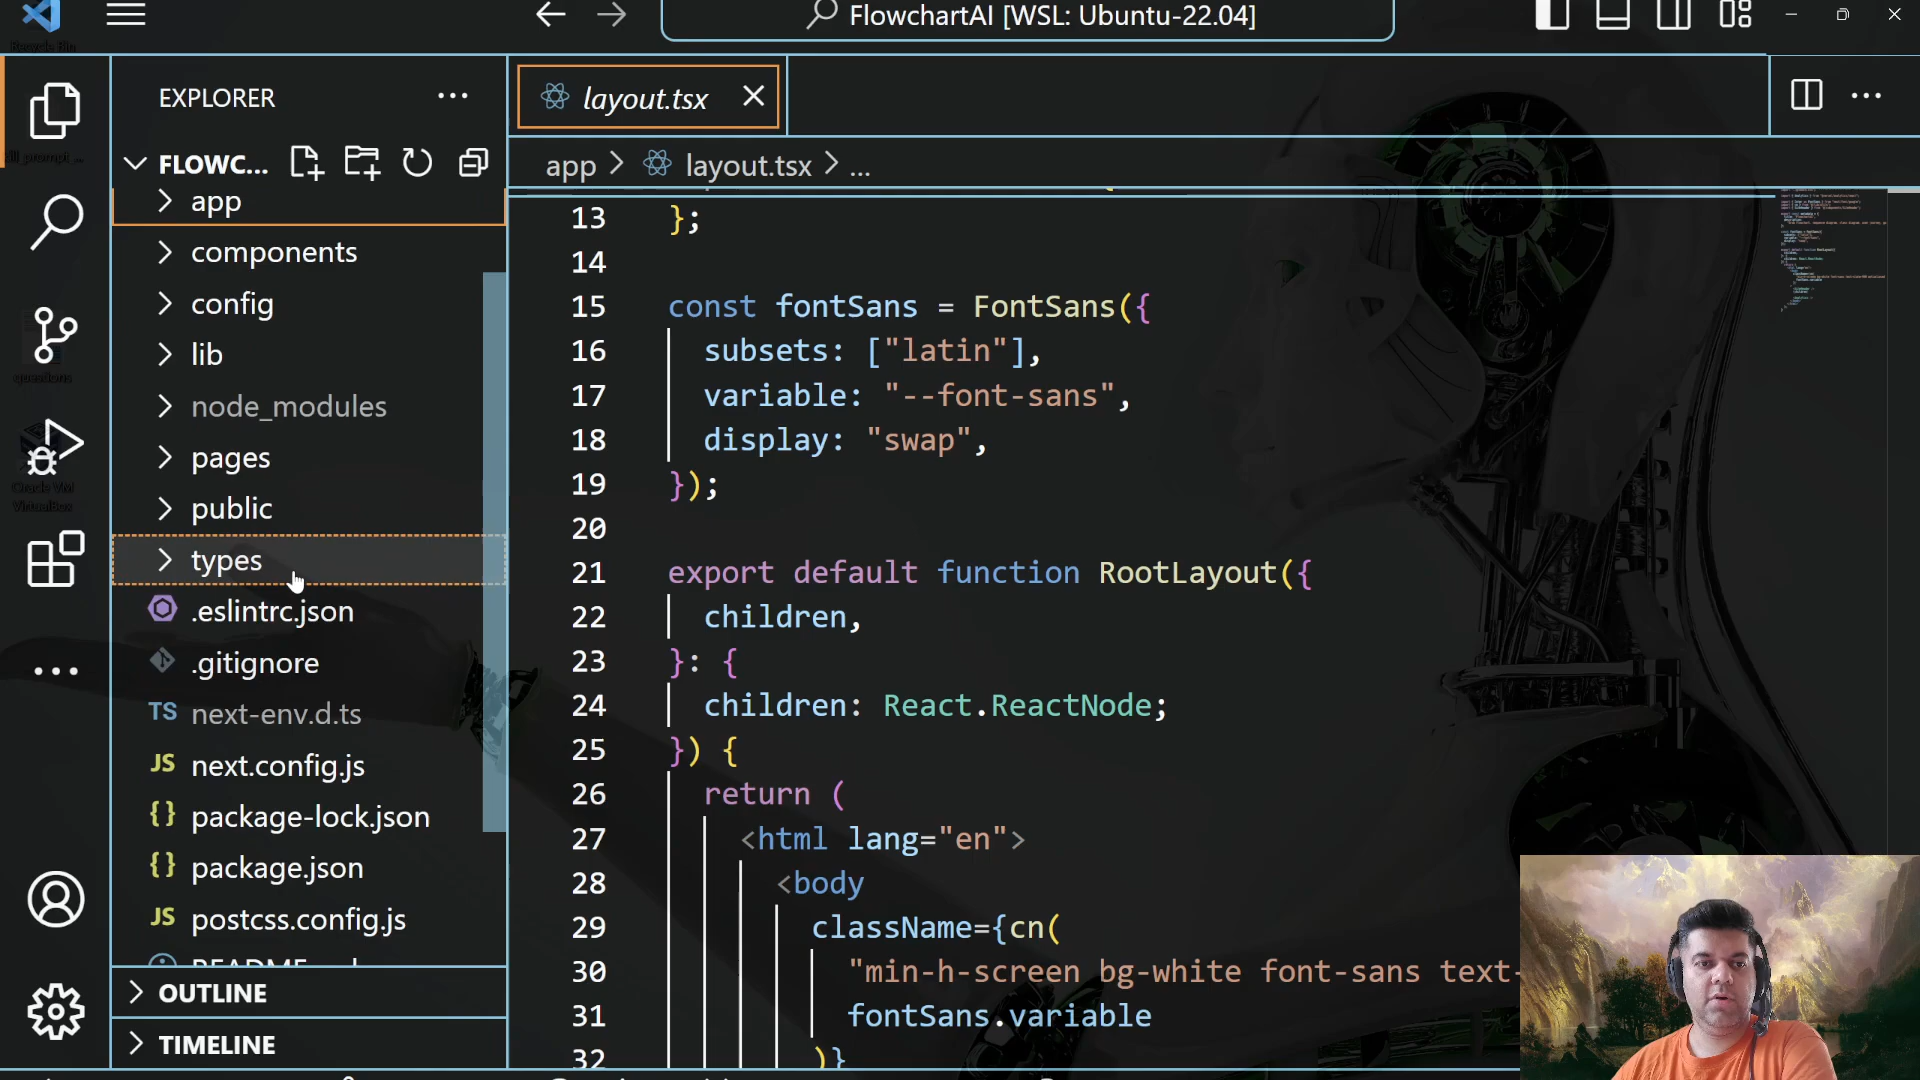 FlowchartAI [WSL: Ubuntu-22.04]
EXPLORER
layout.tsx
FLOWC...
app > layout.tsx > ...
app
components
config
lib
node_modules
pages
public
types
.eslintrc.json
.gitignore
TS next-env.d.ts
JS next.config.js
{} package-lock.json
{} package.json
JS postcss.config.js
OUTLINE
TIMELINE
13 };
14
15 const fontSans = FontSans({
16 subsets: ["latin"],
17 variable: "--font-sans",
18 display: "swap",
19 });
20
21 export default function RootLayout({
22 children,
23 }: {
24 children: React.ReactNode;
25 }) {
26 return (
27 <html lang="en">
28 <body
29 className={cn(
30 "min-h-screen bg-white font-sans text-
31 fontSans.variable
32 )}